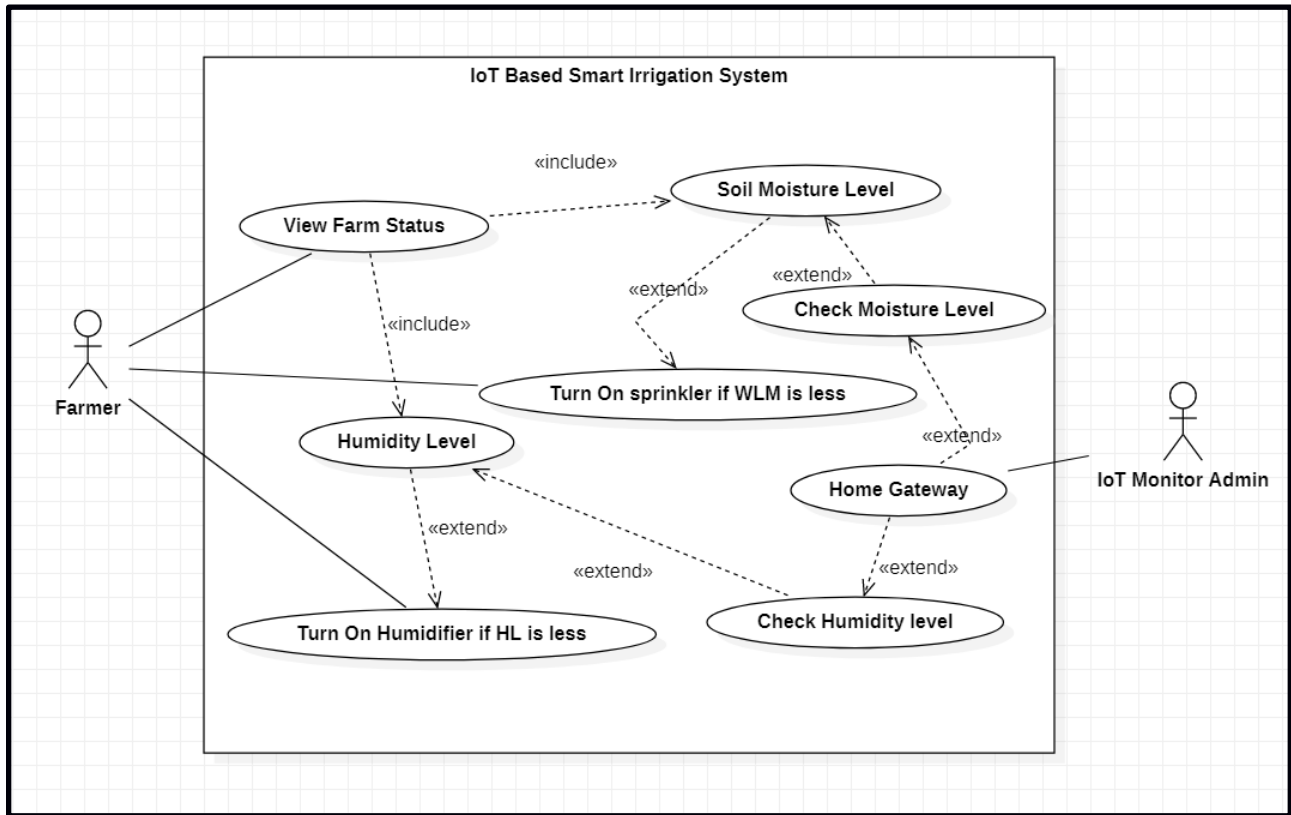 IoT Based Smart Irrigation System
«include»
Soil Moisture Level
View Farm Status
«extend»
«extend»
Check Moisture Level
«include»
Farmer
Turn On sprinkler if WLM is less
Humidity Level
«extend»
Home Gateway
IoT Monitor Admin
«extend»
«extend»
«extend»
Turn On Humidifier if HL is less
Check Humidity level